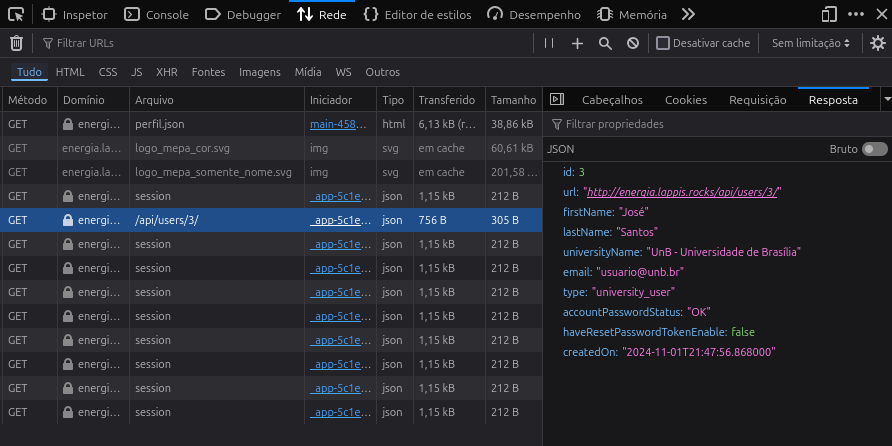 Inspetor Console Debugger Rede Editor de estilos Desempenho Memória
Filtrar URLs Desativar cache Sem limitação
Tudo HTML CSS JS XHR Fontes Imagens Mídia WS Outros
Método Domínio Arquivo Iniciador Tipo Transferido Tamanho
GET energi... perfil.json main-458... html 6,13 kB (r... 38,86 kB
GET energia.la... logo_mepa_cor.svg img svg em cache 60,61 kB
GET energia.la... logo_mepa_somente_nome.svg img svg em cache 201,58 ...
GET energi... session _app-5c1e... json 1,15 kB 212 B
GET energi... /api/users/3/ _app-5c1e... json 756 B 305 B
GET energi... session _app-5c1e... json 1,15 kB 212 B
GET energi... session _app-5c1e... json 1,15 kB 212 B
GET energi... session _app-5c1e... json 1,15 kB 212 B
GET energi... session _app-5c1e... json 1,15 kB 212 B
GET energi... session _app-5c1e... json 1,15 kB 212 B
GET energi... session _app-5c1e... json 1,15 kB 212 B
GET energi... session _app-5c1e... json 1,15 kB 212 B
GET energi... session _app-5c1e... json 1,15 kB 212 B
Cabeçalhos Cookies Requisição Resposta
Filtrar propriedades
JSON Bruto
id: 3
url: "http://energia.lappis.rocks/api/users/3/"
firstName: "José"
lastName: "Santos"
universityName: "UnB - Universidade de Brasília"
email: "usuario@unb.br"
type: "university_user"
accountPasswordStatus: "OK"
haveResetPasswordTokenEnable: false
createdOn: "2024-11-01T21:47:56.868000"